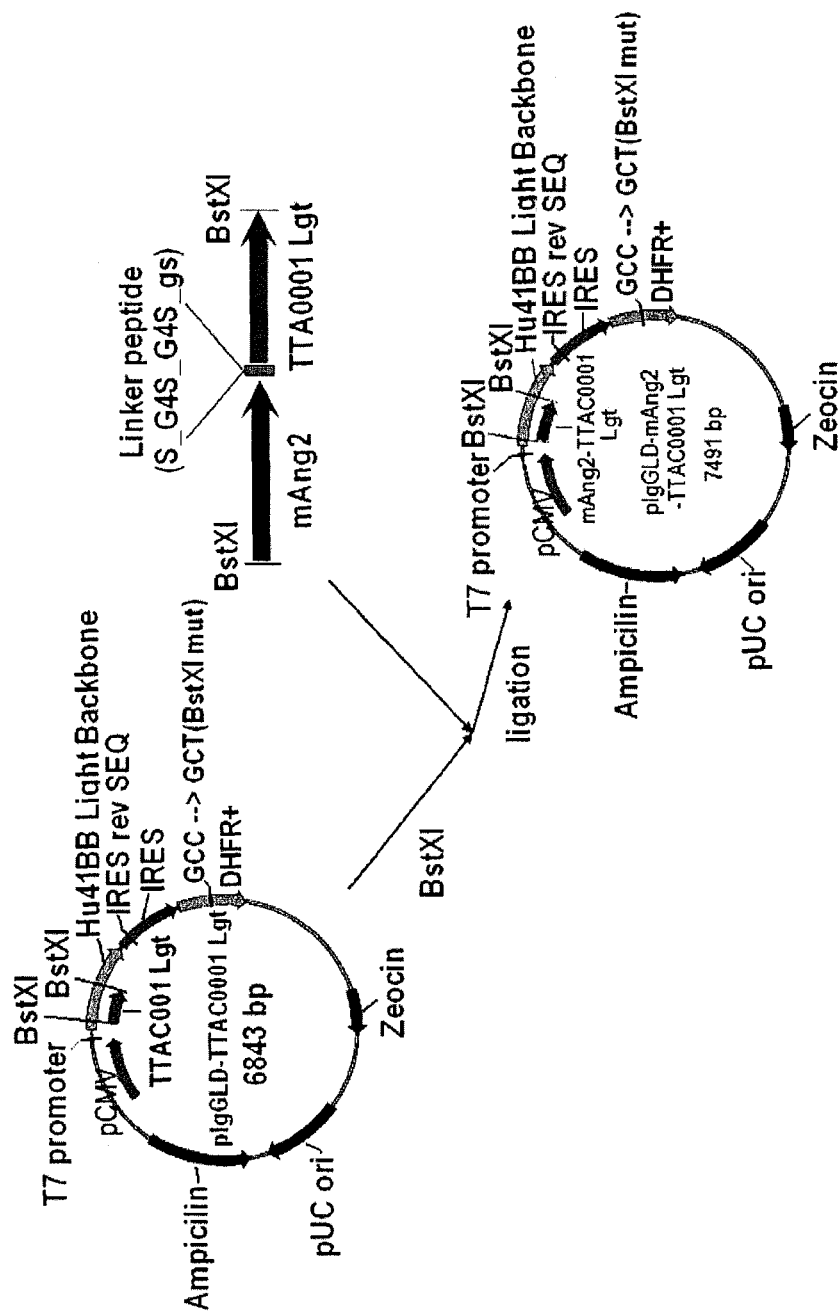 T7 promoter
BstXI
BstXI
Hu41BB Light Backbone
IRES rev SEQ
IRES
GCC --> GCT(BstXI mut)
DHFR+
pCMV
TTAC001 Lgt
pIgGLD-TTAC0001 Lgt
6843 bp
Ampicilin
pUC ori
Zeocin
Linker peptide
(S_G4S_G4S_gs)
BstXI
BstXI
mAng2
TTA0001 Lgt
BstXI
ligation
T7 promoter
BstXI
BstXI
Hu41BB Light Backbone
IRES rev SEQ
IRES
GCC --> GCT(BstXI mut)
DHFR+
pCMV
mAng2-TTAC0001
Lgt
pIgGLD-mAng2
-TTAC0001 Lgt
7491 bp
Ampicilin
pUC ori
Zeocin